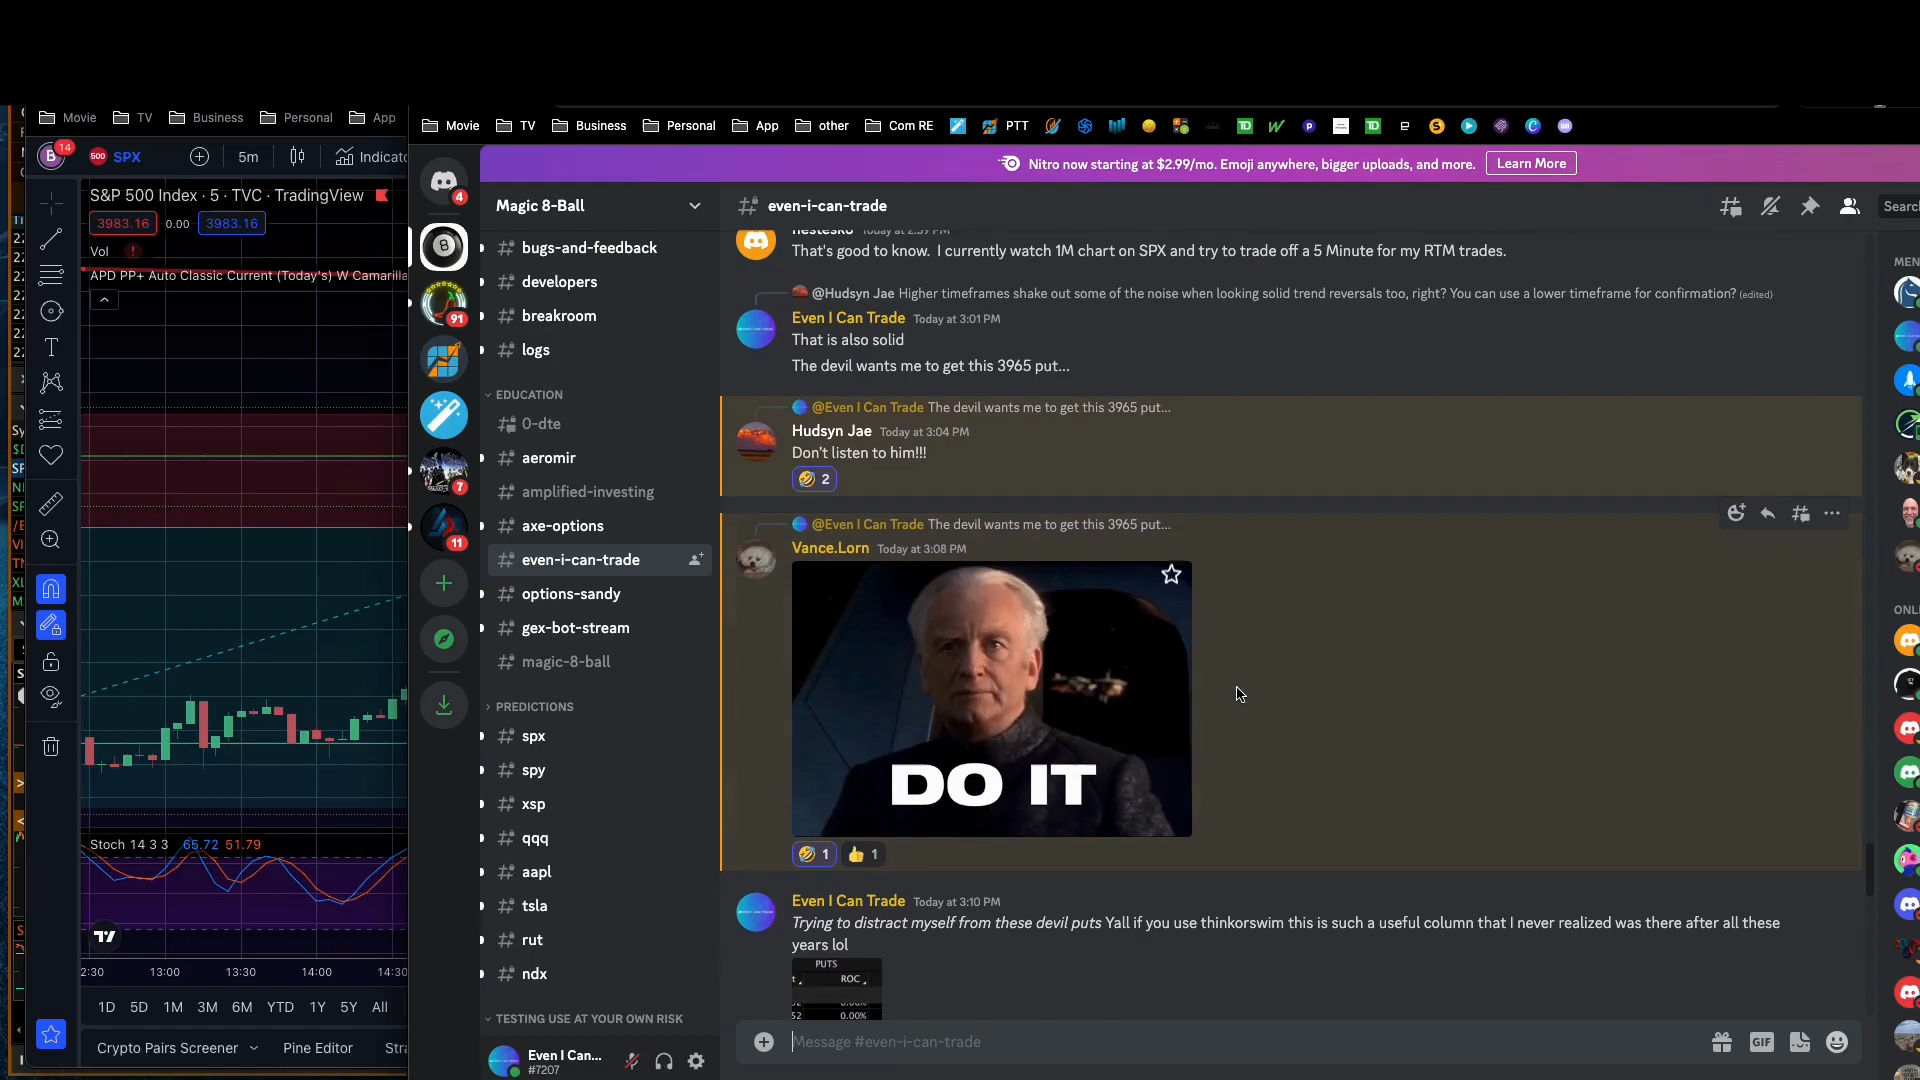 Movie TV Business Personal App
Movie TV Business Personal App other Com RE PTT
14
500 SPX 5m Indicato
S&P 500 Index · 5 · TVC · TradingView
3983.16 0.00 3983.16
Vol
APD PP+ Auto Classic Current (Today's) W Camarilla
Stoch 14 3 3 65.72 51.79
2:30 13:00 13:30 14:00 14:30
1D 5D 1M 3M 6M YTD 1Y 5Y All
Crypto Pairs Screener Pine Editor Stra
4
8
91
7
11
Nitro now starting at $2.99/mo. Emoji anywhere, bigger uploads, and more. Learn More
Magic 8-Ball
bugs-and-feedback
developers
breakroom
logs
EDUCATION
0-dte
aeromir
amplified-investing
axe-options
even-i-can-trade
options-sandy
gex-bot-stream
magic-8-ball
PREDICTIONS
spx
spy
xsp
qqq
aapl
tsla
rut
ndx
TESTING USE AT YOUR OWN RISK
Even I Can...
#7207
even-i-can-trade
Search
That's good to know. I currently watch 1M chart on SPX and try to trade off a 5 Minute for my RTM trades.
@Hudsyn Jae Higher timeframes shake out some of the noise when looking solid trend reversals too, right? You can use a lower timeframe for confirmation? (edited)
Even I Can Trade Today at 3:01 PM
That is also solid
The devil wants me to get this 3965 put...
@Even I Can Trade The devil wants me to get this 3965 put...
Hudsyn Jae Today at 3:04 PM
Don't listen to him!!!
2
@Even I Can Trade The devil wants me to get this 3965 put...
Vance.Lorn Today at 3:08 PM
DO IT
1 1
Even I Can Trade Today at 3:10 PM
Trying to distract myself from these devil puts Yall if you use thinkorswim this is such a useful column that I never realized was there after all these
years lol
PUTS
ROC
52 0.00%
Message #even-i-can-trade
GIF
MEN
ONLI